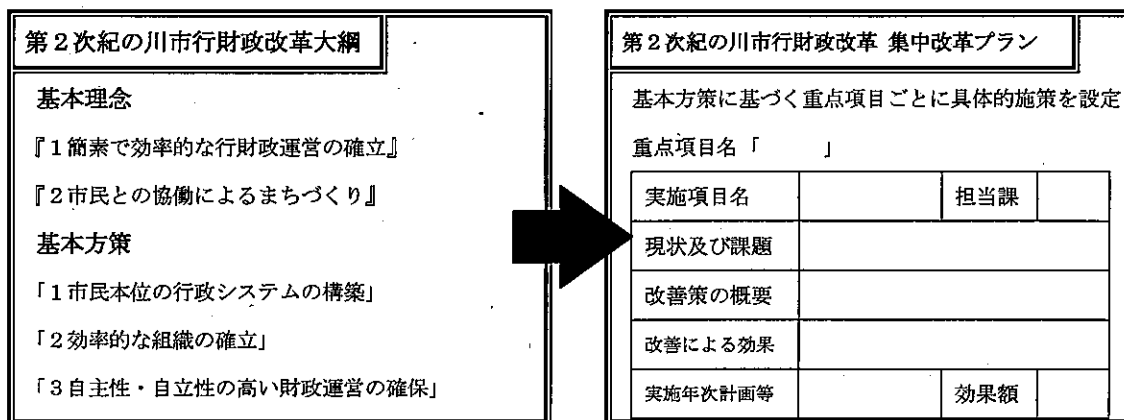 第2次紀の川市行財政改革大綱
基本理念
『1簡素で効率的な行財政運営の確立』
『2市民との協働によるまちづくり』
基本方策
「1市民本位の行政システムの構築」
「2効率的な組織の確立」
「3自主性・自立性の高い財政運営の確保」
第2次紀の川市行財政改革 集中改革プラン
基本方策に基づく重点項目ごとに具体的施策を設定
重点項目名「　　　」
実施項目名 担当課
現状及び課題
改善策の概要
改善による効果
実施年次計画等 効果額